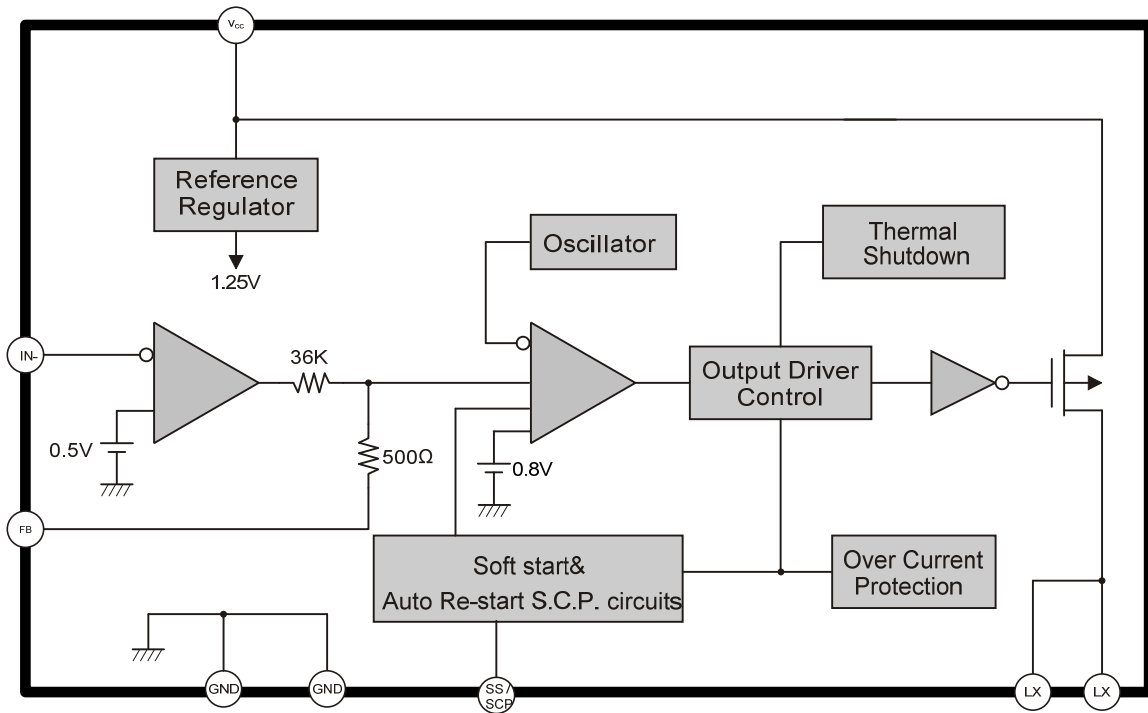 Vcc
Reference
Regulator
1.25V
Oscillator
Thermal
Shutdown
IN-
36K
0.5V
500Ω
0.8V
Output Driver
Control
FB
Soft start&
Auto Re-start S.C.P. circuits
Over Current
Protection
GND
GND
SS /
SCP
LX
LX